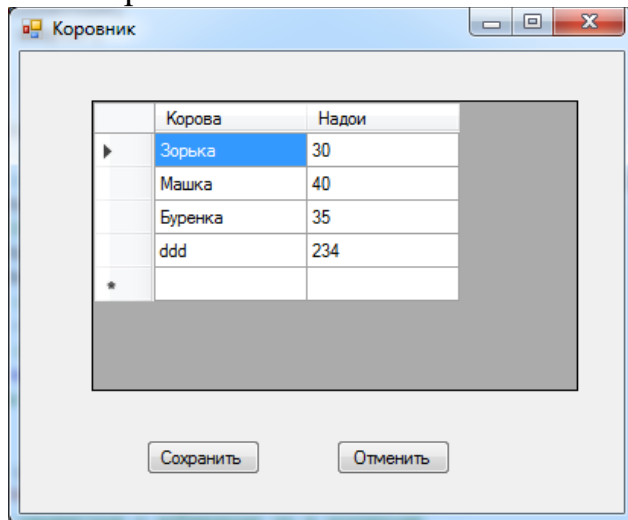 Коровник
Корова Надои
Зорька 30
Машка 40
Буренка 35
ddd 234
Сохранить Отменить